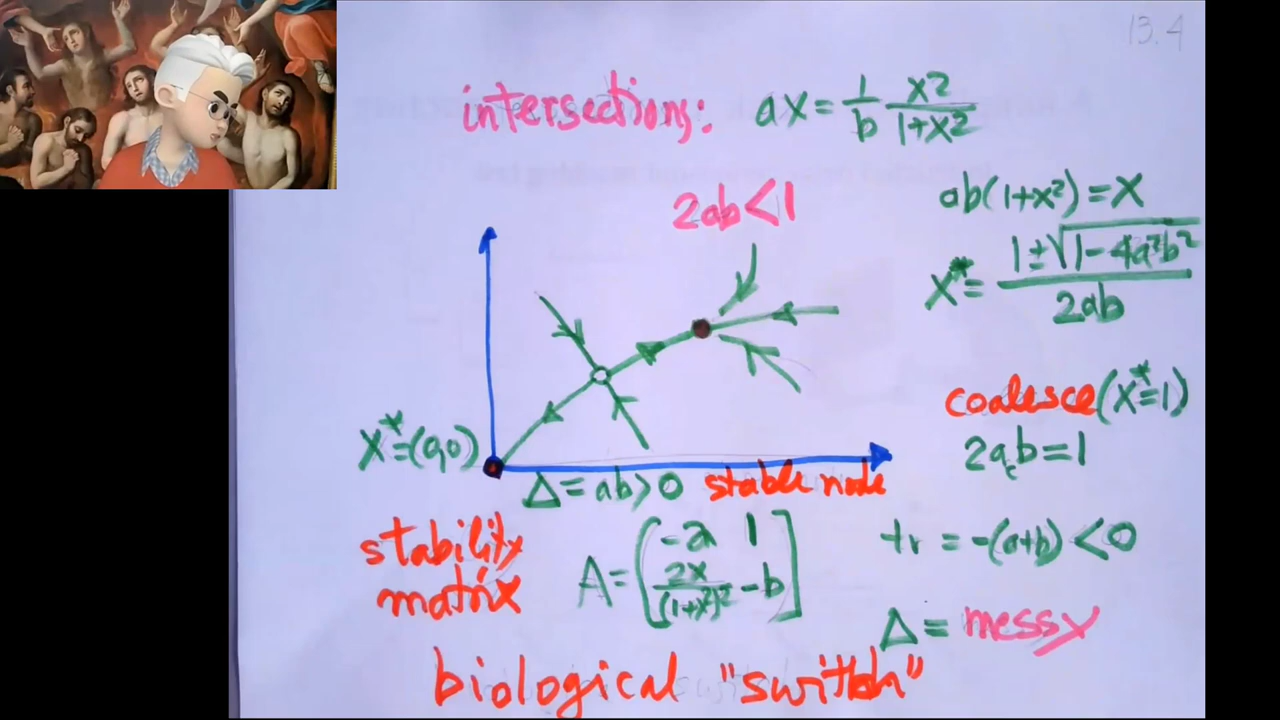 13.4
intersections: ax = 1/b x2/1+x2
2ab<1
ab(1+x²)=x
x*= 1±√1-4a²b² / 2ab
coalesce (x*=1)
2a꜀b=1
x*=(0,0)
Δ=ab>0 stable node
stability matrix
A=[-a 1
2x/(1+x²)² -b]
tr = -(a+b) <0
Δ = messy
biological "switch"